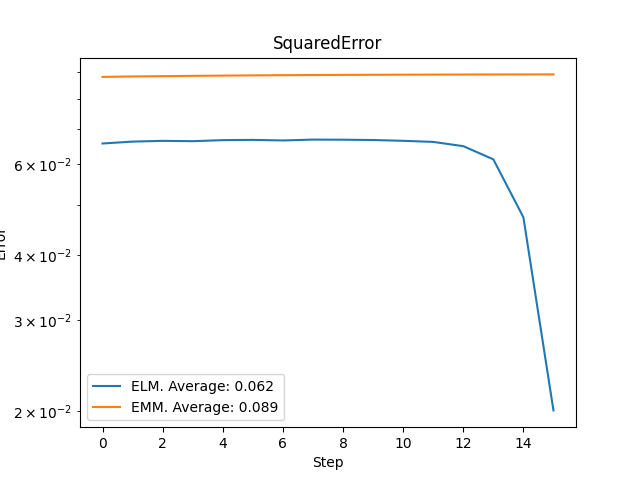 SquaredError
6 × 10⁻²
4 × 10⁻²
3 × 10⁻²
2 × 10⁻²
Error
ELM. Average: 0.062
EMM. Average: 0.089
0 2 4 6 8 10 12 14
Step